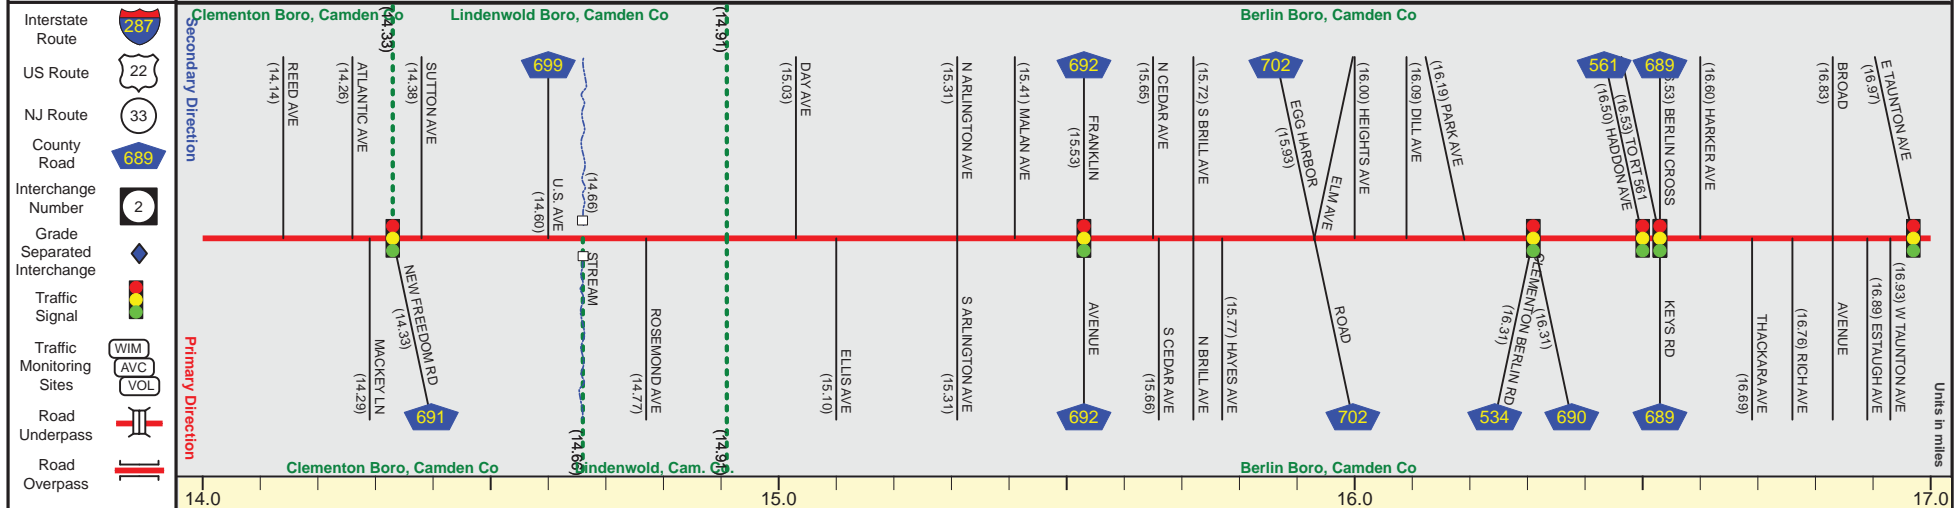 Interstate
Route
287
US Route
22
NJ Route
33
County
Road
689
Interchange
Number
2
Grade
Separated
Interchange
Traffic
Signal
Traffic
Monitoring
Sites
WIM
AVC
VOL
Road
Underpass
Road
Overpass
Secondary Direction
Primary Direction
Clementon Boro, Camden Co
Lindenwold Boro, Camden Co
Berlin Boro, Camden Co
(14.33)
(14.91)
REED AVE
(14.14)
ATLANTIC AVE
(14.26)
SUTTON AVE
(14.38)
699
U.S. AVE
(14.60)
(14.66)
DAY AVE
(15.03)
N ARLINGTON AVE
(15.31)
(15.41) MALAN AVE
692
FRANKLIN
(15.53)
N CEDAR AVE
(15.65)
(15.72) S BRILL AVE
702
EGG HARBOR
(15.93)
ELM AVE
(16.00) HEIGHTS AVE
(16.09) DILL AVE
(16.19) PARK AVE
561
(16.50) HADDON AVE
(16.53) TO RT 561
689
(16.53) BERLIN CROSS
(16.60) HARKER AVE
BROAD
(16.83)
E TAUNTON AVE
(16.97)
MACKEY LN
(14.29)
NEW FREEDOM RD
(14.33)
691
STREAM
ROSEMOND AVE
(14.77)
ELLIS AVE
(15.10)
S ARLINGTON AVE
(15.31)
AVENUE
692
S CEDAR AVE
(15.66)
N BRILL AVE
(15.77) HAYES AVE
ROAD
702
CLEMENTON BERLIN RD
(16.31)
534
(16.31)
690
KEYS RD
689
THACKARA AVE
(16.69)
(16.76) RICH AVE
AVENUE
(16.89) ESTAUGH AVE
(16.93) W TAUNTON AVE
Units in miles
(14.66)
(14.91)
Clementon Boro, Camden Co
Lindenwold, Cam. Co.
Berlin Boro, Camden Co
14.0
15.0
16.0
17.0